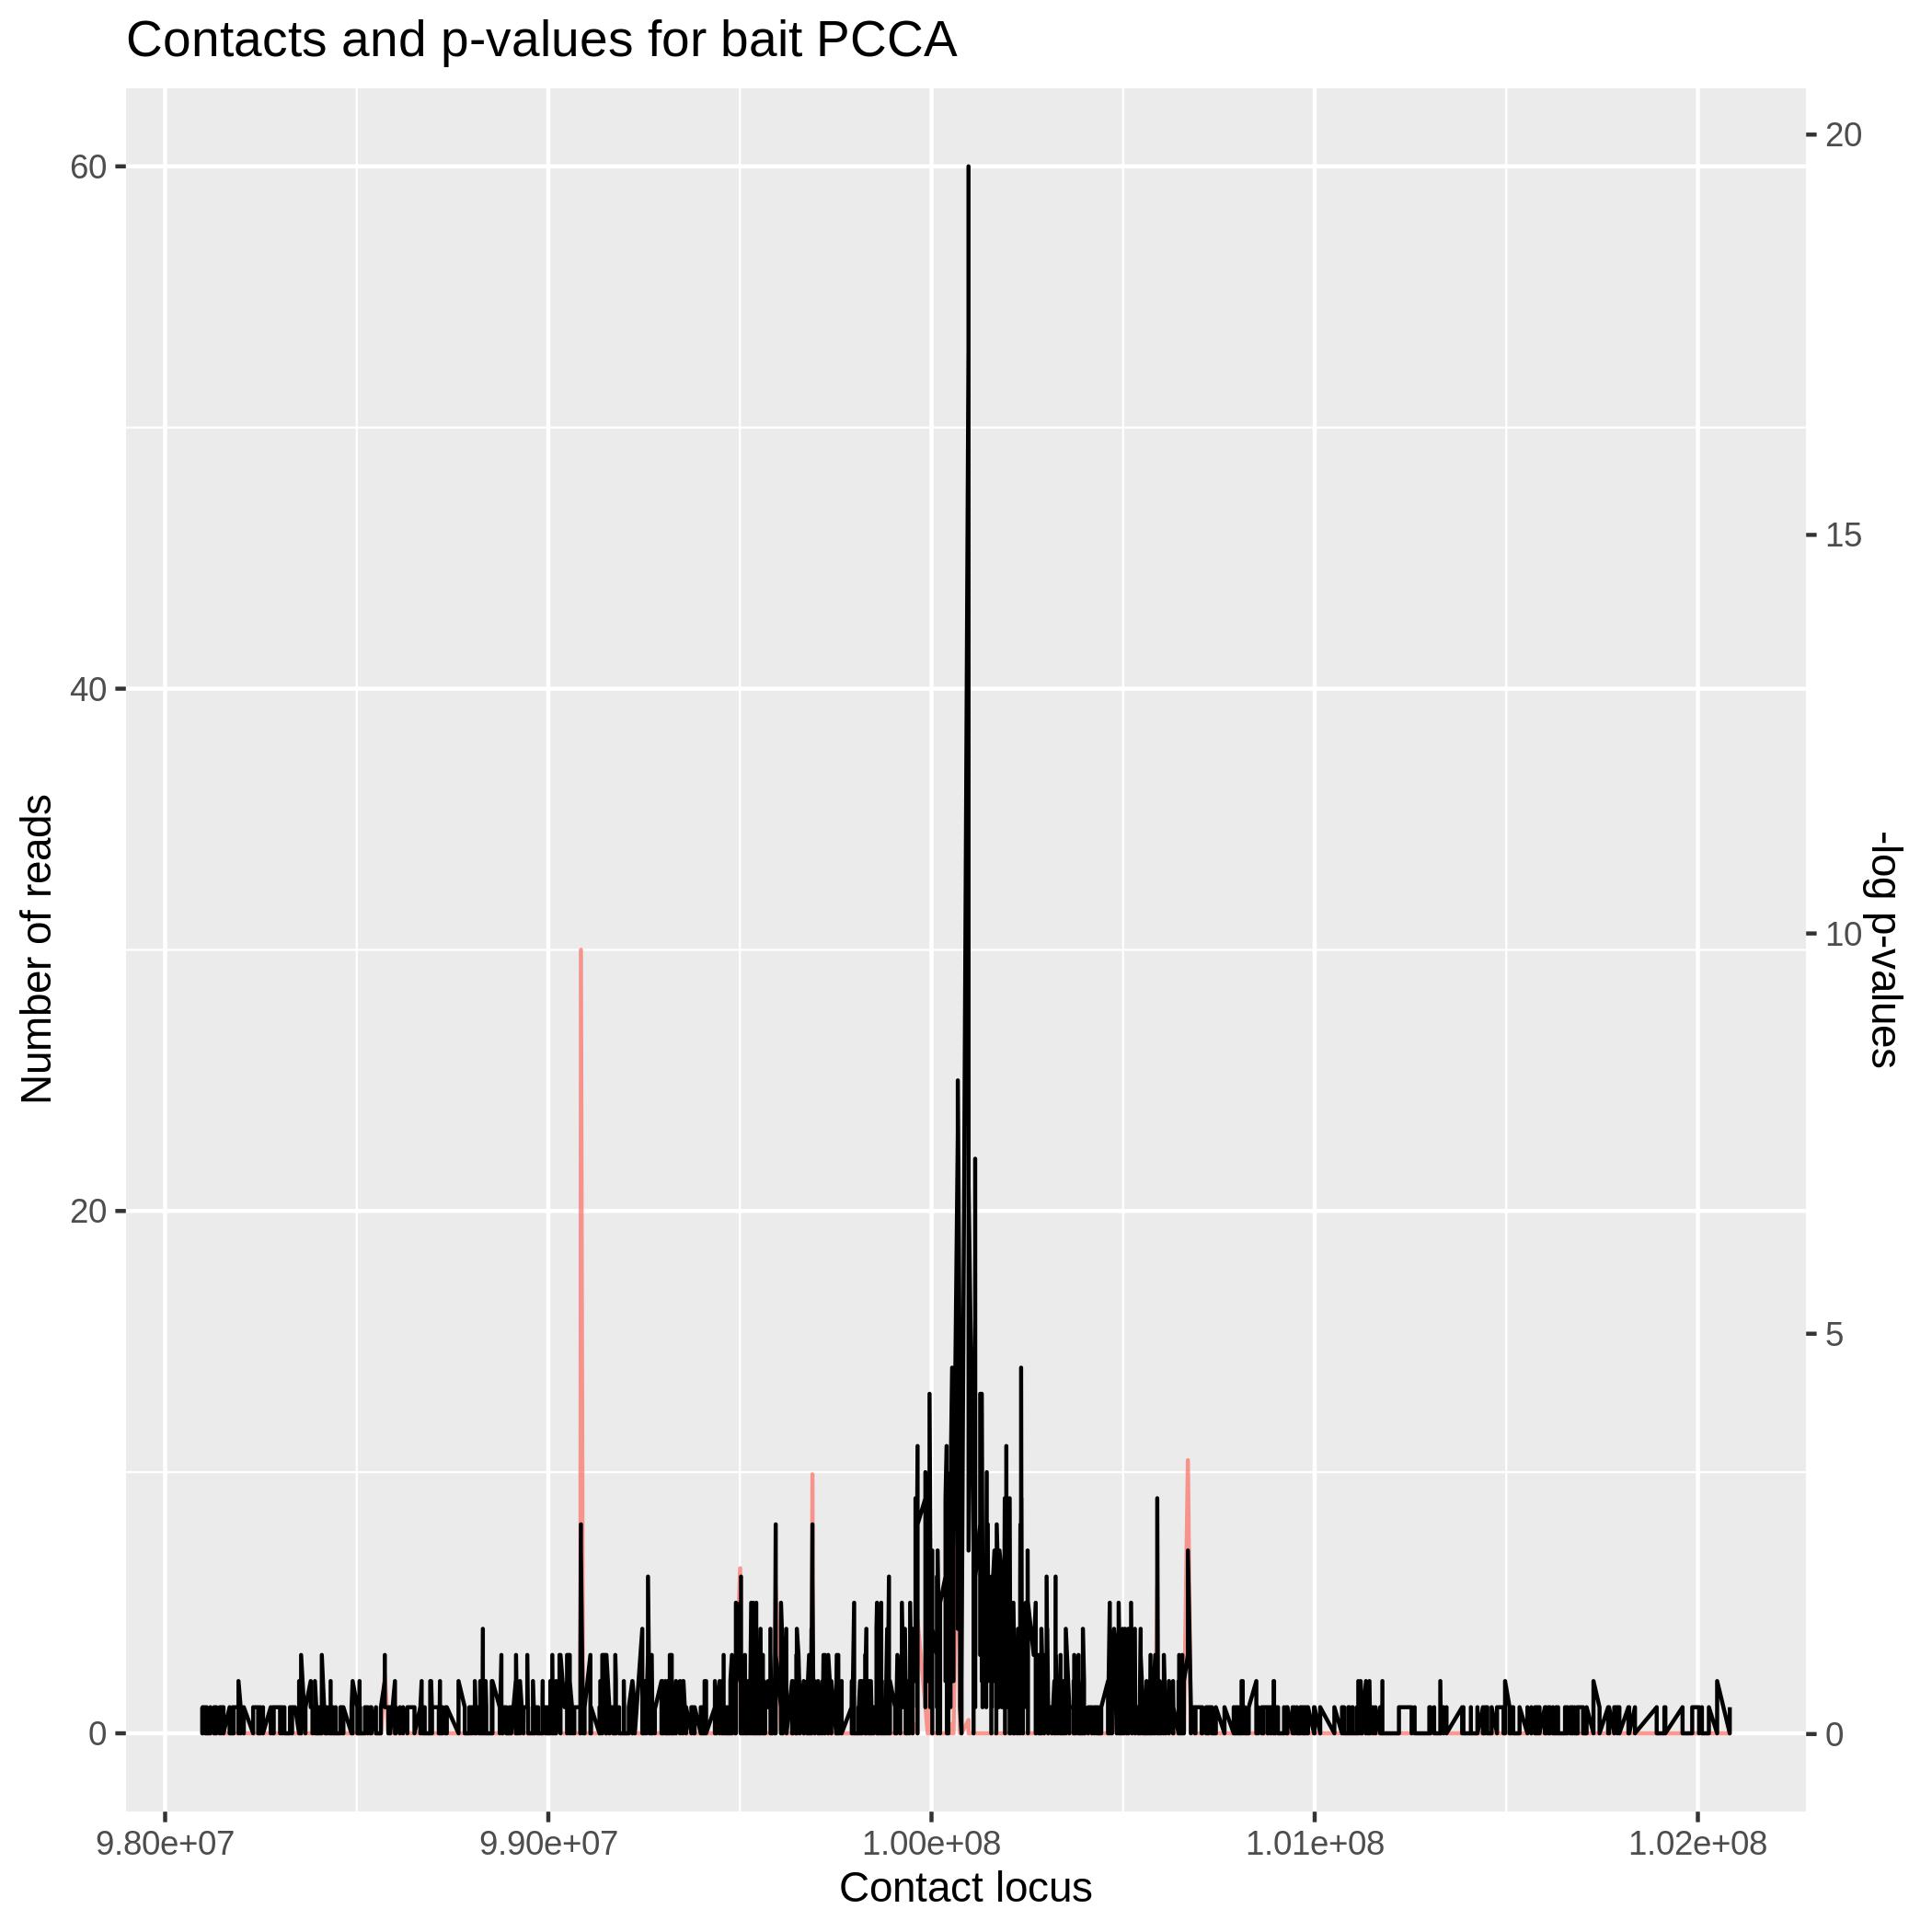 Contacts and p-values for bait PCCA
60
40
20
0
Number of reads
20
15
10
5
0
-log p-values
9.80e+07
9.90e+07
1.00e+08
1.01e+08
1.02e+08
Contact locus